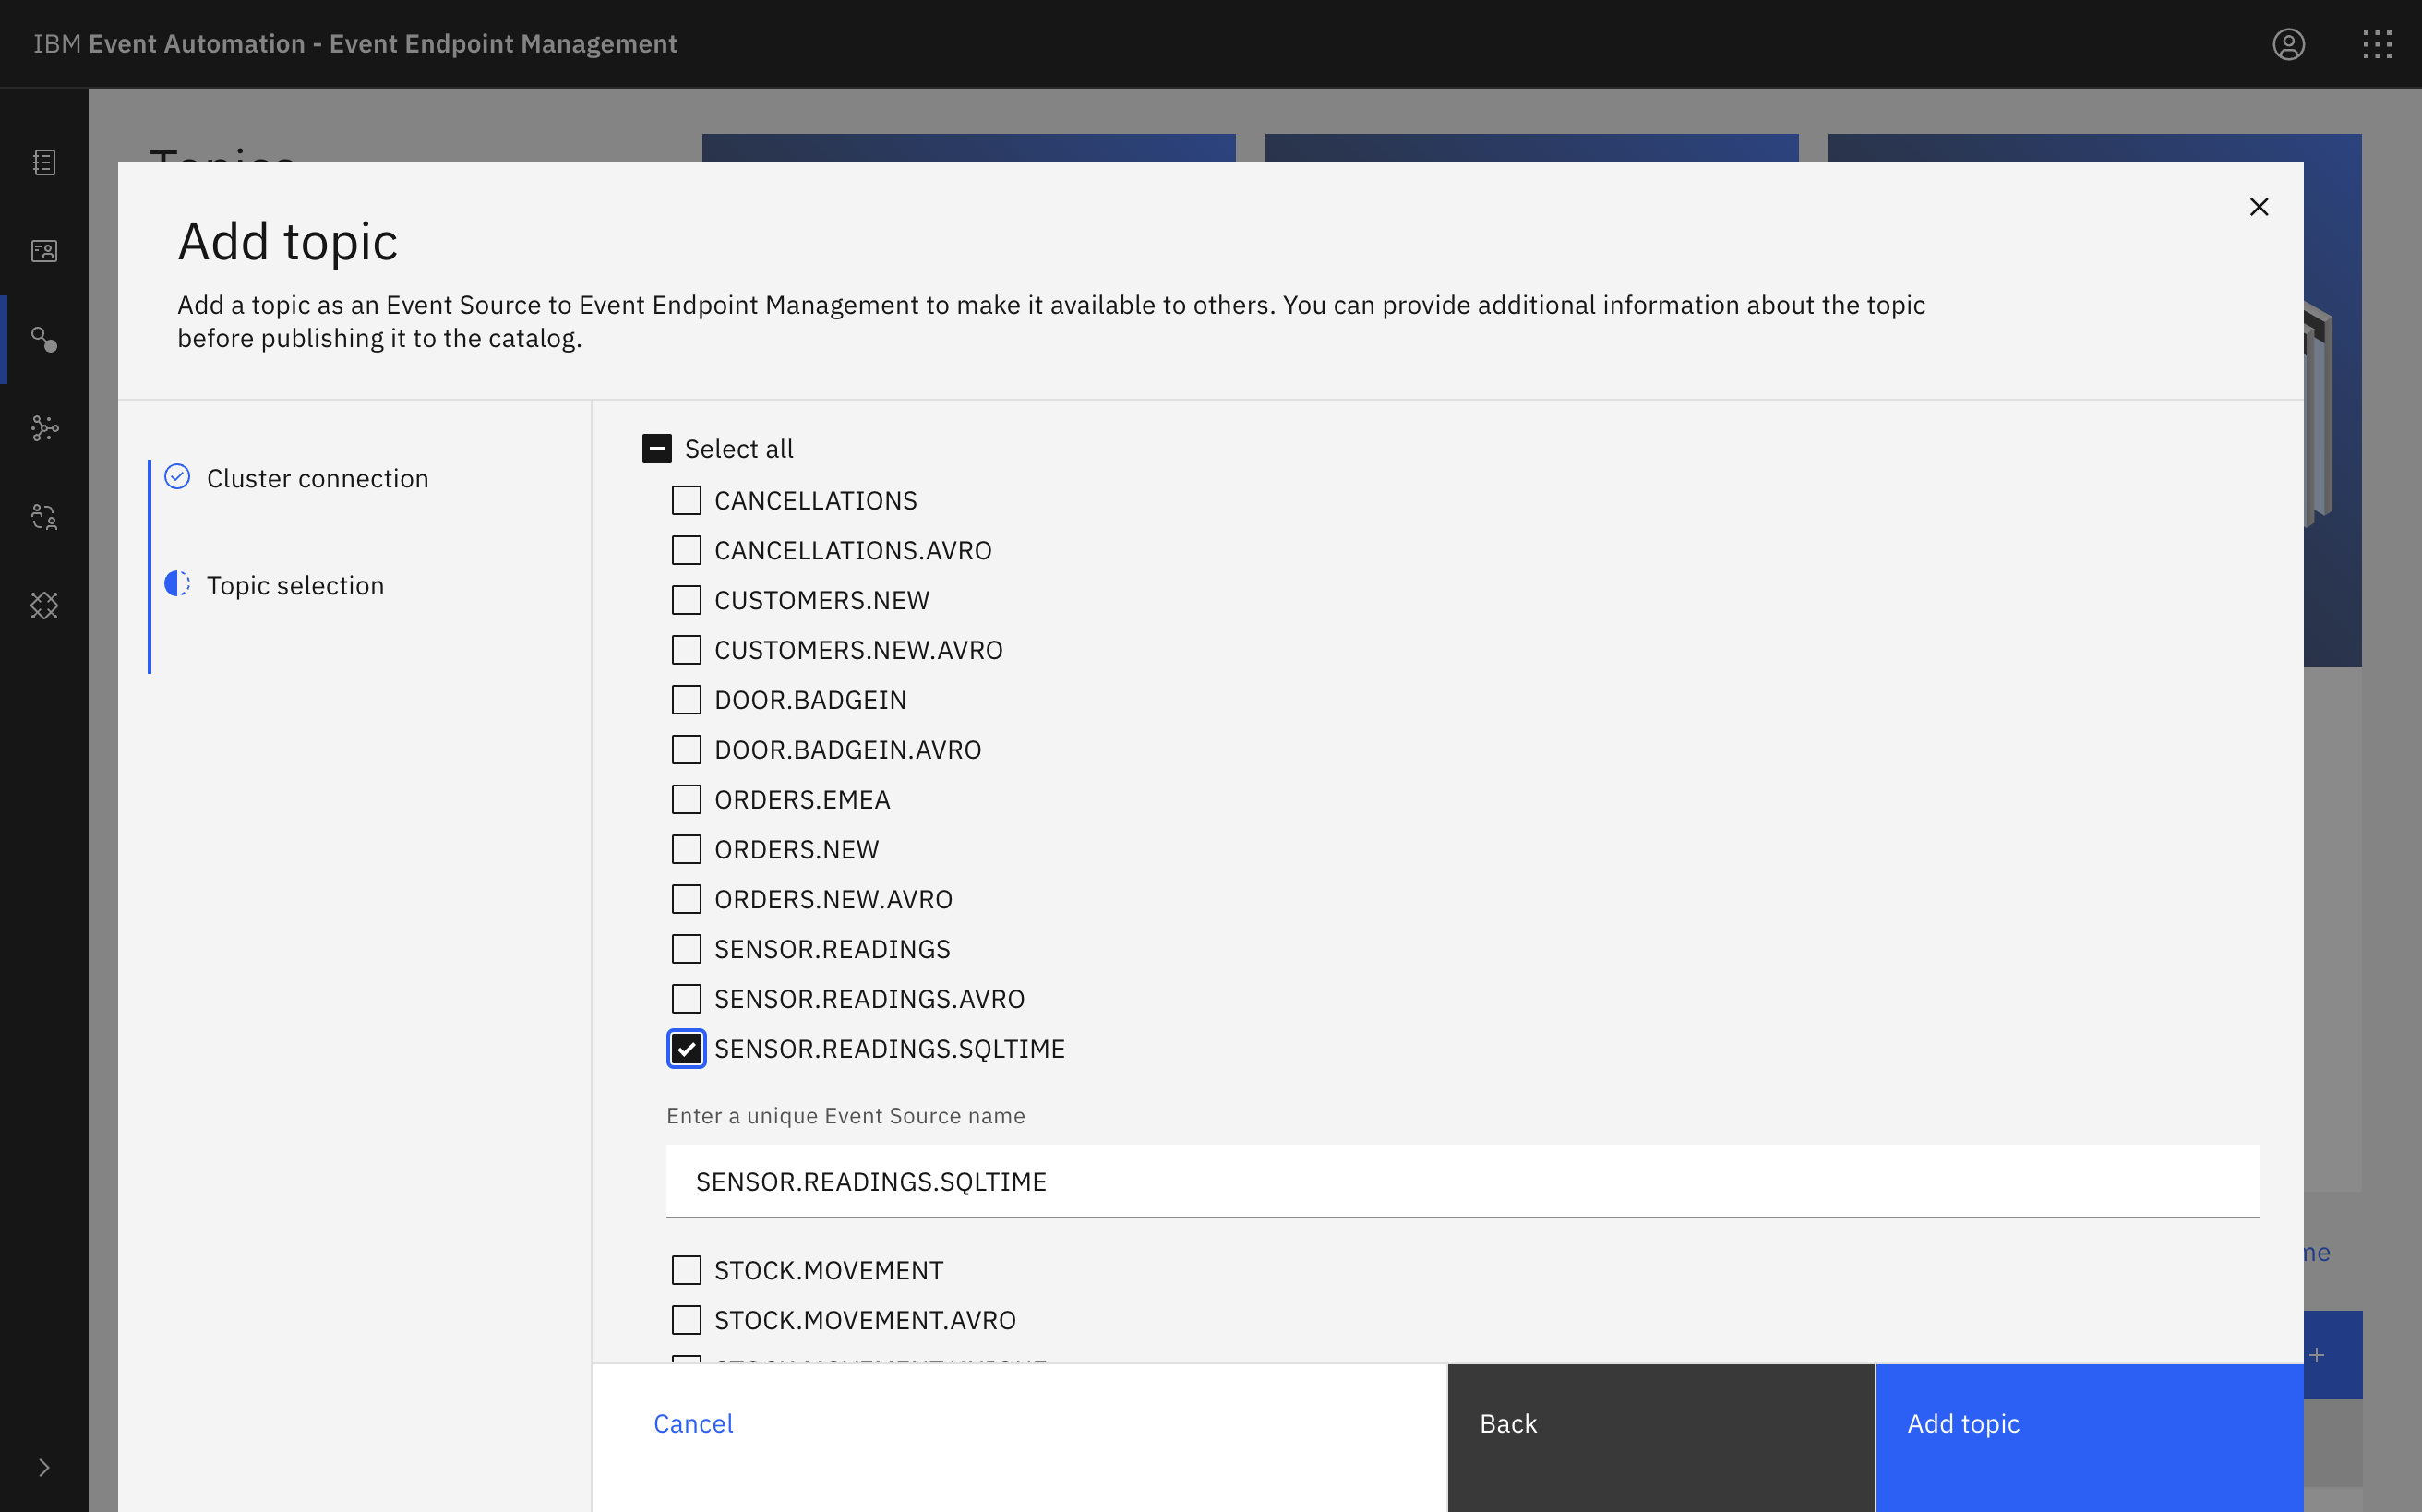 IBM Event Automation - Event Endpoint Management
Topics
Add topic
Add a topic as an Event Source to Event Endpoint Management to make it available to others. You can provide additional information about the topic
before publishing it to the catalog.
Cluster connection
Topic selection
Select all
CANCELLATIONS
CANCELLATIONS.AVRO
CUSTOMERS.NEW
CUSTOMERS.NEW.AVRO
DOOR.BADGEIN
DOOR.BADGEIN.AVRO
ORDERS.EMEA
ORDERS.NEW
ORDERS.NEW.AVRO
SENSOR.READINGS
SENSOR.READINGS.AVRO
SENSOR.READINGS.SQLTIME
Enter a unique Event Source name
SENSOR.READINGS.SQLTIME
STOCK.MOVEMENT
STOCK.MOVEMENT.AVRO
STOCK.MOVEMENT.UNIQUE
Cancel
Back
Add topic